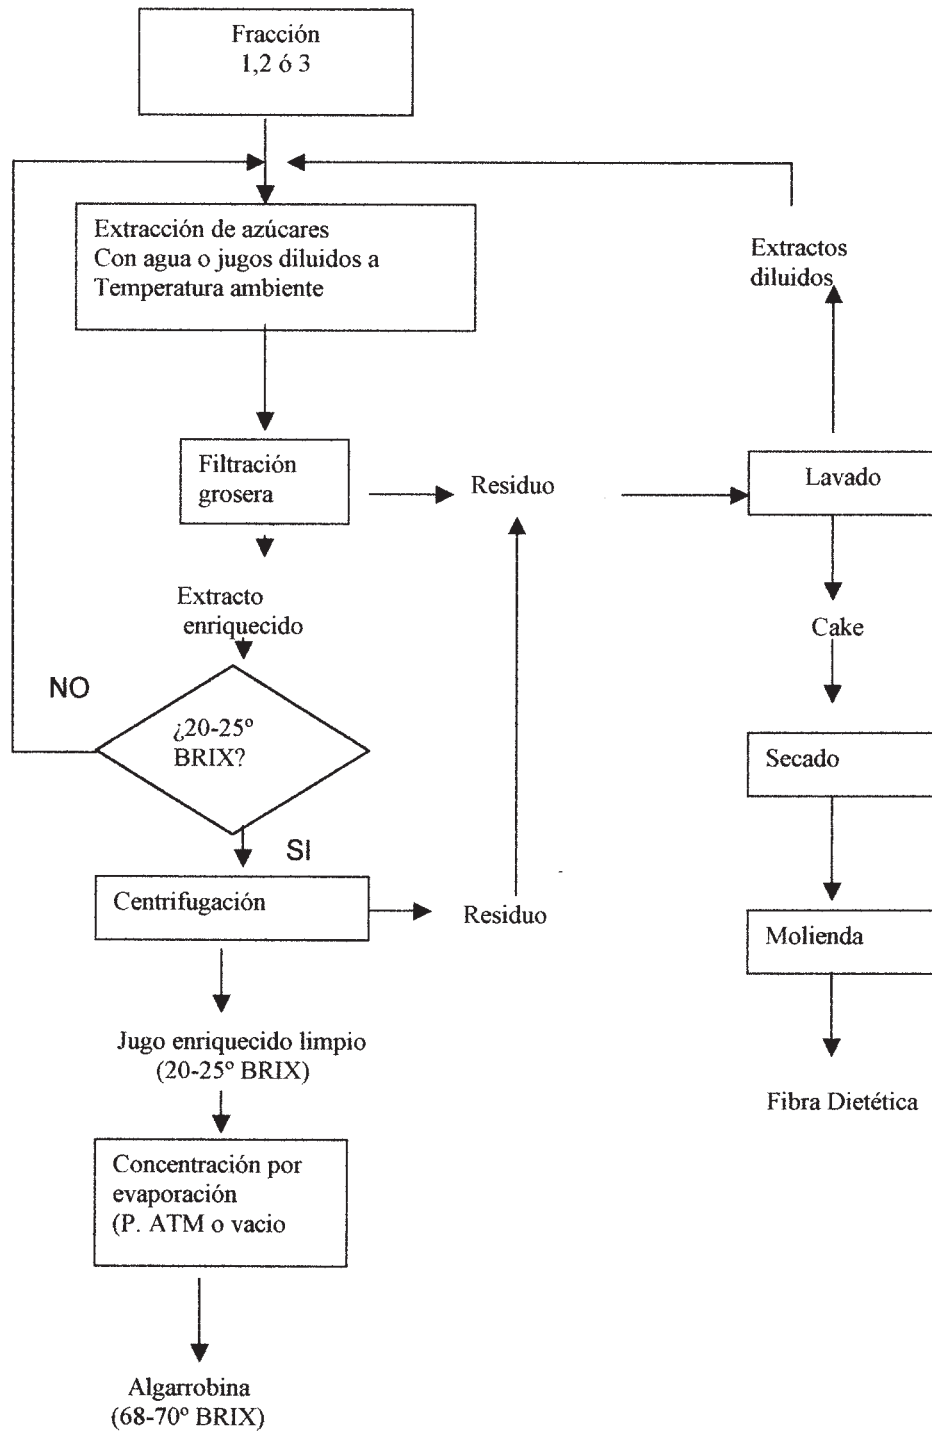 Fracción
1,2 ó 3
Extracción de azúcares
Con agua o jugos diluidos a
Temperatura ambiente
Extractos
diluidos
Filtración
grosera
Residuo
Lavado
Extracto
enriquecido
Cake
NO
¿20-25º
BRIX?
SI
Secado
Centrifugación
Residuo
Molienda
Jugo enriquecido limpio
(20-25º BRIX)
Fibra Dietética
Concentración por
evaporación
(P. ATM o vacio
Algarrobina
(68-70º BRIX)